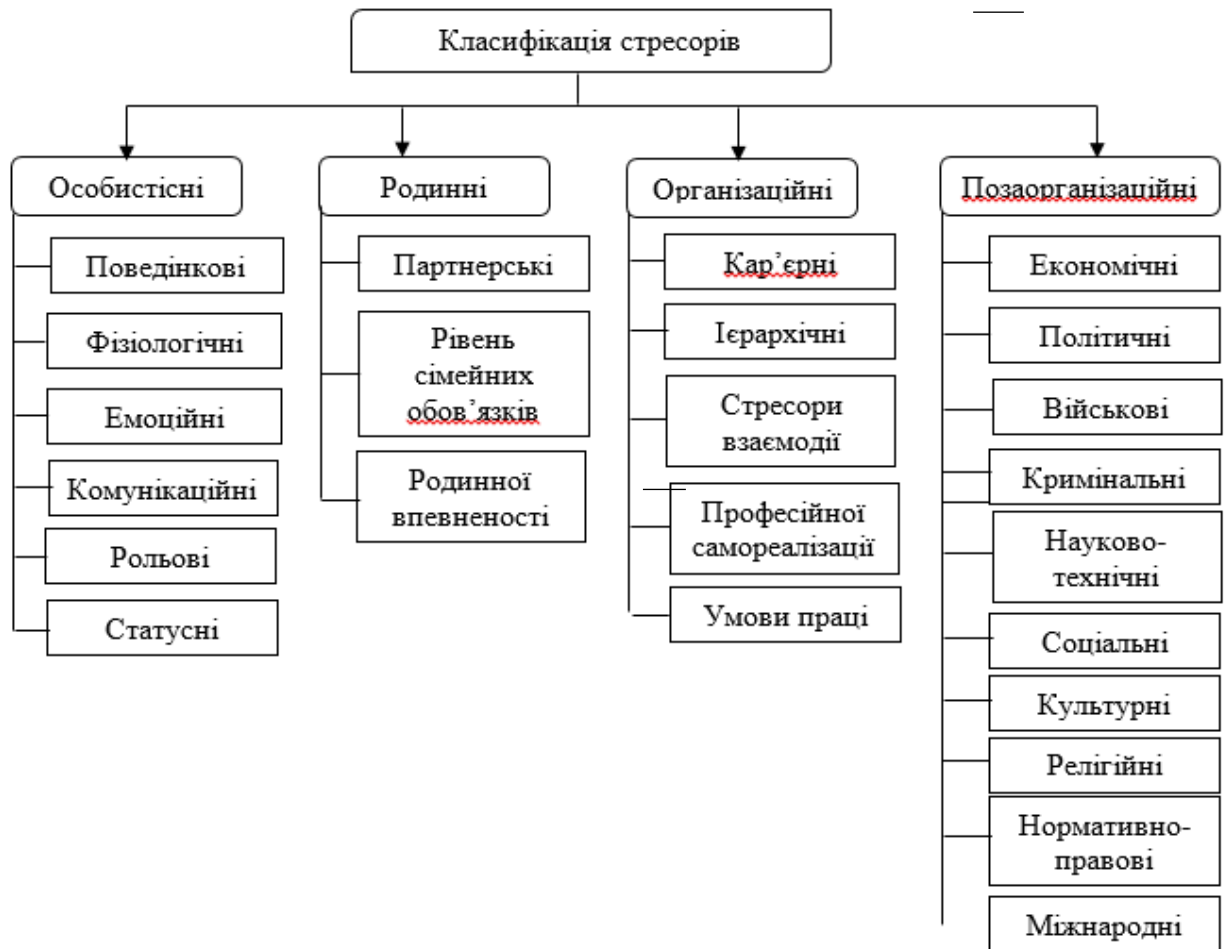 Класифікація стресорів
Особистісні
Поведінкові
Фізіологічні
Емоційні
Комунікаційні
Рольові
Статусні
Родинні
Партнерські
Рівень
сімейних
обов’язків
Родинної
впевненості
Організаційні
Кар’єрні
Ієрархічні
Стресори
взаємодії
Професійної
самореалізації
Умови праці
Позаорганізаційні
Економічні
Політичні
Військові
Кримінальні
Науково-
технічні
Соціальні
Культурні
Релігійні
Нормативно-
правові
Міжнародні